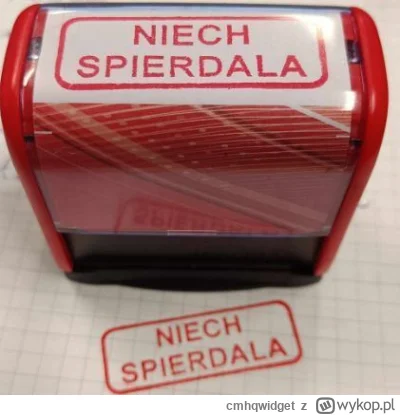 NIECH
SPIERDALA
NIECH
SPIERDALA
cmhqwidget z wykop.pl